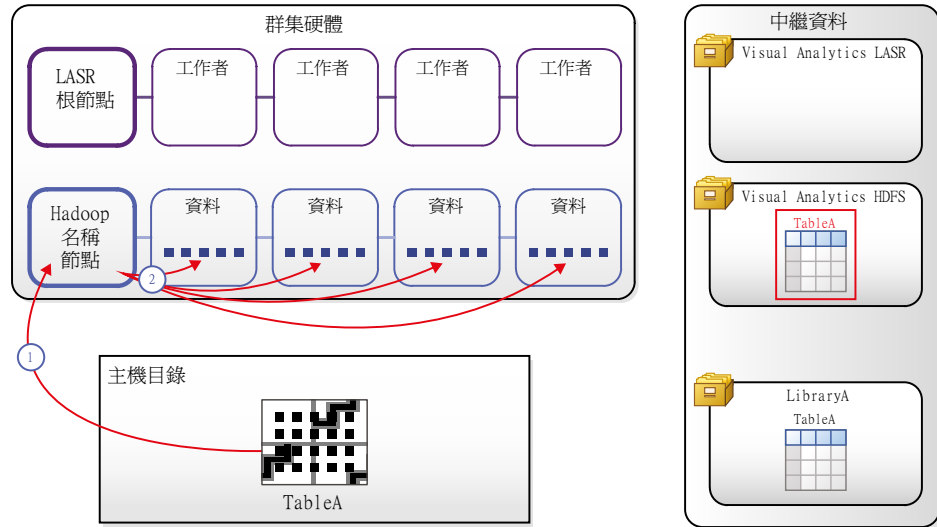 群集硬體
LASR
根節點
工作者
工作者
工作者
工作者
Hadoop
名稱
節點
資料
資料
資料
資料
2
1
主機目錄
TableA
中繼資料
Visual Analytics LASR
Visual Analytics HDFS
TableA
LibraryA
TableA